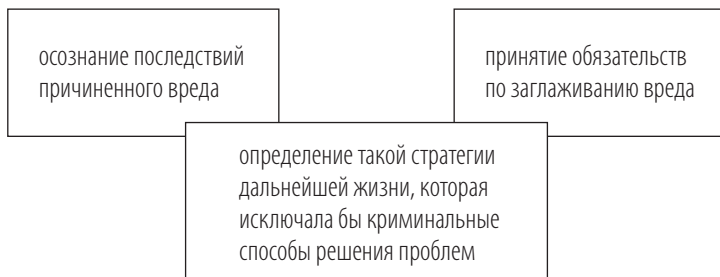 осознание последствий
причиненного вреда
принятие обязательств
по заглаживанию вреда
определение такой стратегии
дальнейшей жизни, которая
исключала бы криминальные
способы решения проблем